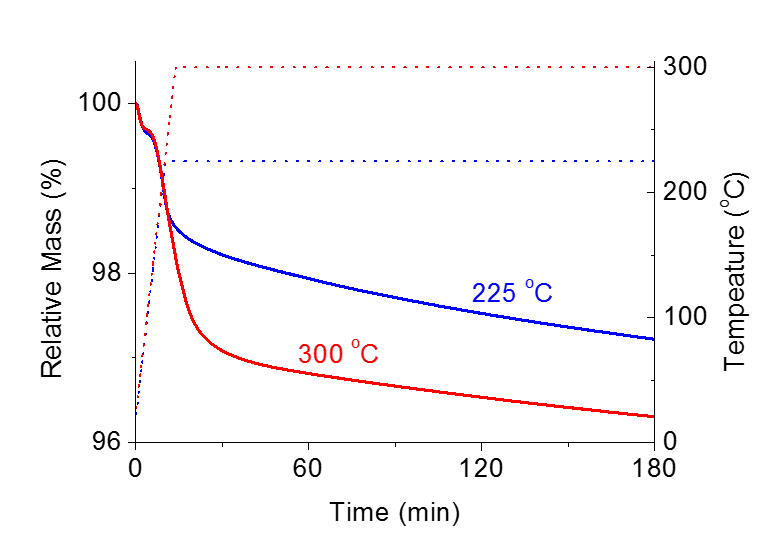 100
98
96
Relative Mass (%)
300
200
100
0
Tempeature (°C)
225 °C
300 °C
0
60
120
180
Time (min)